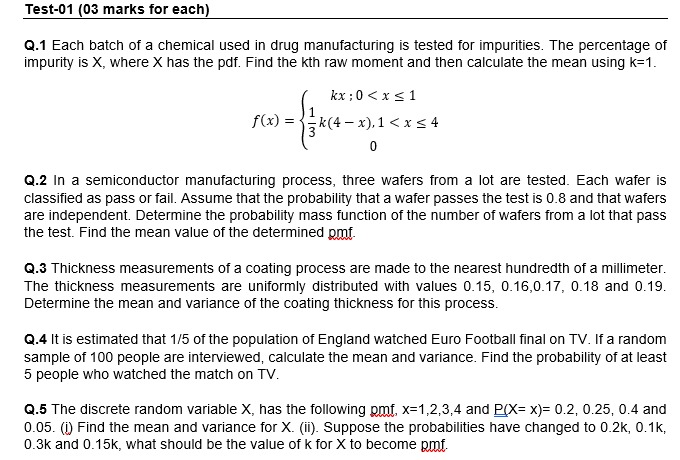 Test-01 (03 marks for each)
Q.1 Each batch of a chemical used in drug manufacturing is tested for impurities. The percentage of
impurity is X, where X has the pdf. Find the kth raw moment and then calculate the mean using k=1.
kx ; 0 < x ≤ 1
f(x) = { 1/3 k(4 − x), 1 < x ≤ 4
0
Q.2 In a semiconductor manufacturing process, three wafers from a lot are tested. Each wafer is
classified as pass or fail. Assume that the probability that a wafer passes the test is 0.8 and that wafers
are independent. Determine the probability mass function of the number of wafers from a lot that pass
the test. Find the mean value of the determined pmf.
Q.3 Thickness measurements of a coating process are made to the nearest hundredth of a millimeter.
The thickness measurements are uniformly distributed with values 0.15, 0.16,0.17, 0.18 and 0.19.
Determine the mean and variance of the coating thickness for this process.
Q.4 It is estimated that 1/5 of the population of England watched Euro Football final on TV. If a random
sample of 100 people are interviewed, calculate the mean and variance. Find the probability of at least
5 people who watched the match on TV.
Q.5 The discrete random variable X, has the following pmf. x=1,2,3,4 and P(X= x)= 0.2, 0.25, 0.4 and
0.05. (i) Find the mean and variance for X. (ii). Suppose the probabilities have changed to 0.2k, 0.1k,
0.3k and 0.15k, what should be the value of k for X to become pmf.